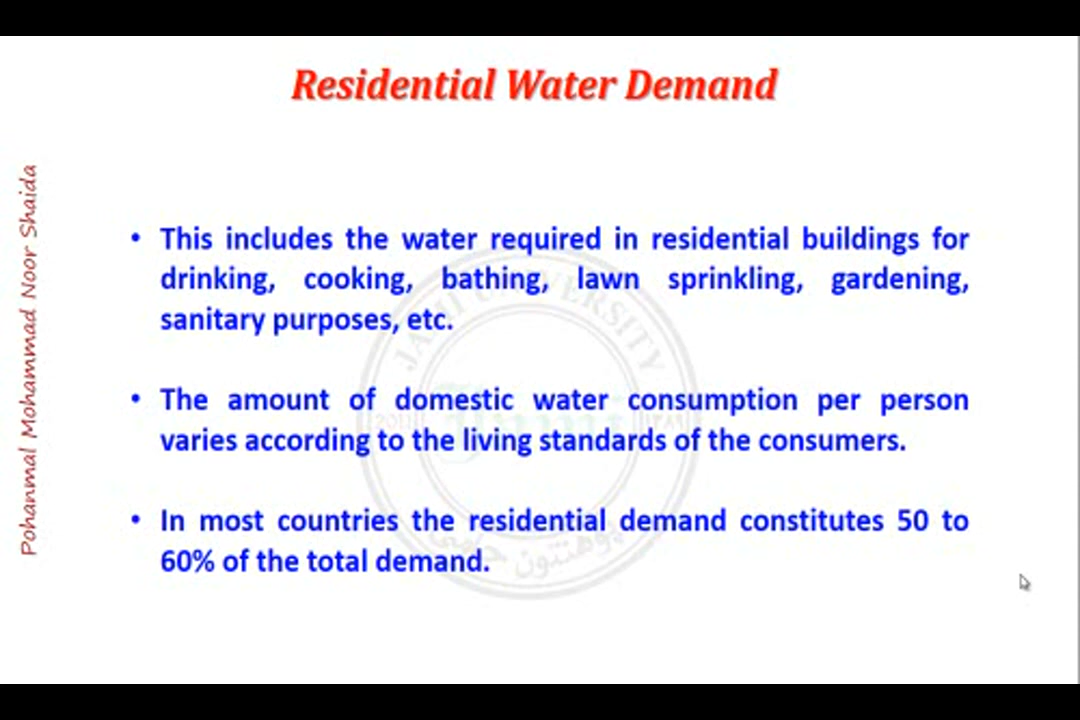 Residential Water Demand
Pohanmal Mohammad Noor Shaida
• This includes the water required in residential buildings for
drinking, cooking, bathing, lawn sprinkling, gardening,
sanitary purposes, etc.
• The amount of domestic water consumption per person
varies according to the living standards of the consumers.
• In most countries the residential demand constitutes 50 to
60% of the total demand.
JAMI UNIVERSITY